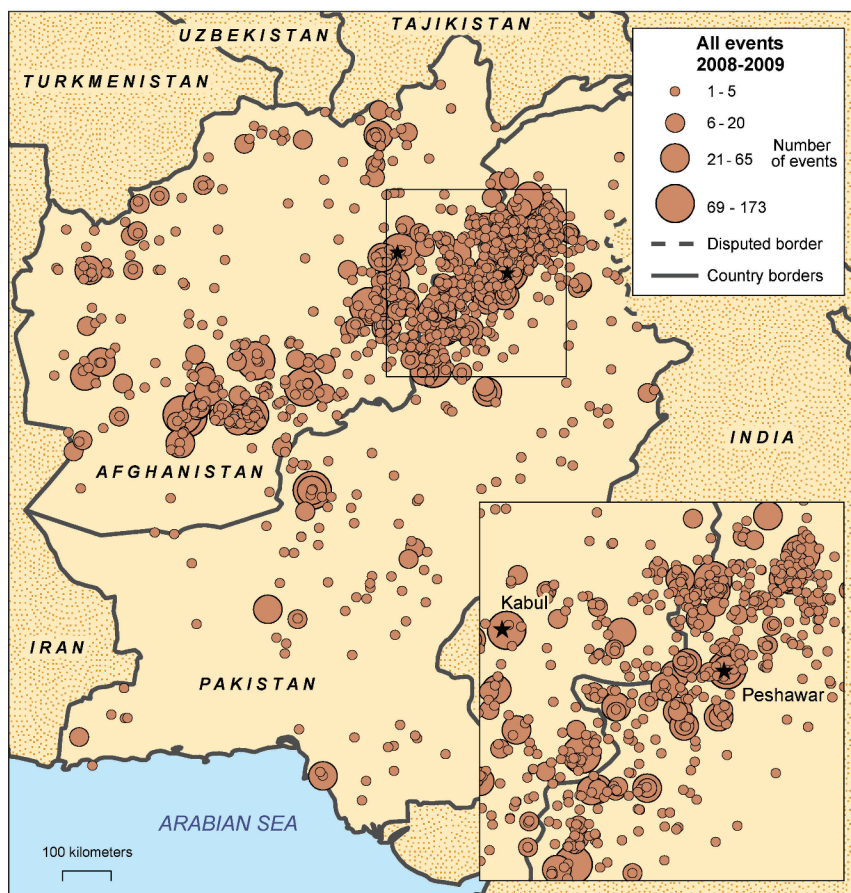 TAJIKISTAN
UZBEKISTAN
TURKMENISTAN
All events
2008-2009
1 - 5
6 - 20
21 - 65
Number
of events
69 - 173
Disputed border
Country borders
INDIA
AFGHANISTAN
IRAN
PAKISTAN
Kabul
Peshawar
ARABIAN SEA
100 kilometers